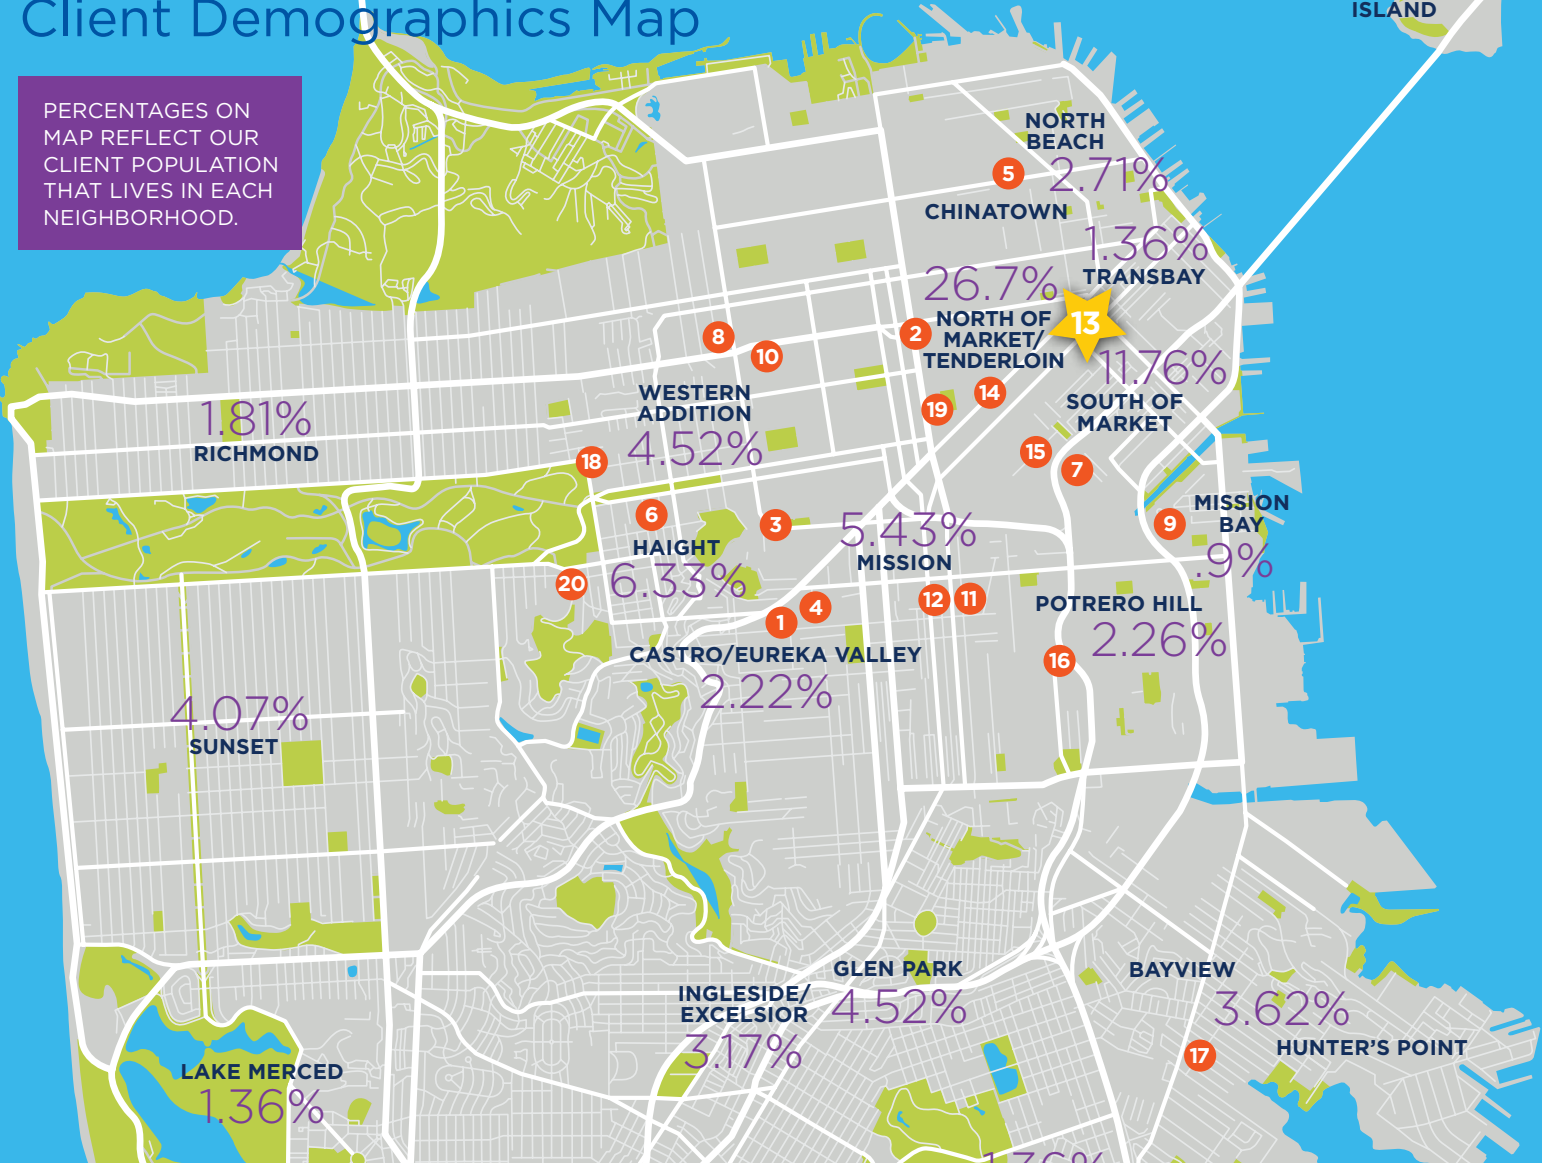 Client Demographics Map
ISLAND
PERCENTAGES ON
MAP REFLECT OUR
CLIENT POPULATION
THAT LIVES IN EACH
NEIGHBORHOOD.
NORTH
BEACH
5
2.71%
CHINATOWN
1.36%
TRANSBAY
26.7%
NORTH OF
MARKET/
TENDERLOIN
13
2
8
10
11.76%
SOUTH OF
MARKET
14
19
WESTERN
ADDITION
4.52%
1.81%
RICHMOND
18
15
7
6
3
HAIGHT
6.33%
20
5.43%
MISSION
MISSION
BAY
9
.9%
12
11
4
1
POTRERO HILL
2.26%
16
CASTRO/EUREKA VALLEY
2.22%
4.07%
SUNSET
GLEN PARK
4.52%
INGLESIDE/
EXCELSIOR
3.17%
BAYVIEW
3.62%
HUNTER'S POINT
17
LAKE MERCED
1.36%
1.36%